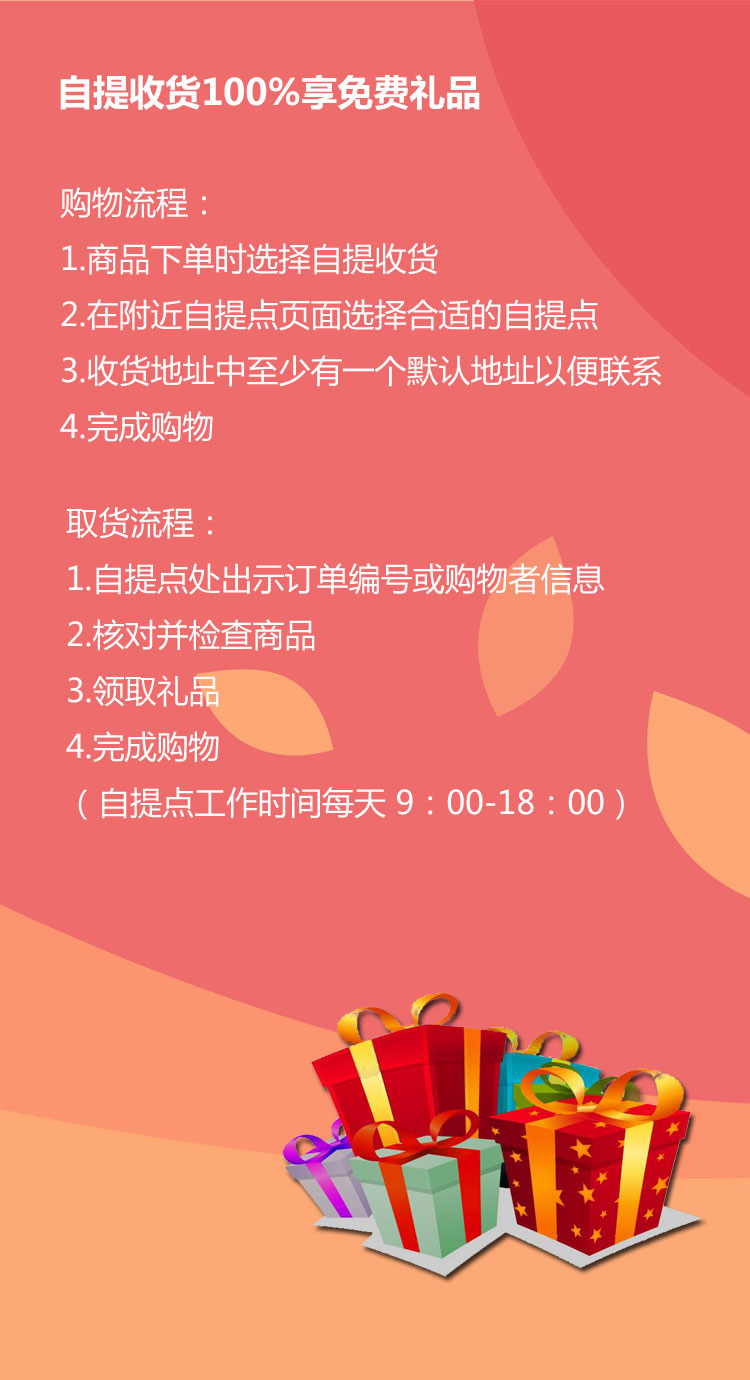 自提收货100%享免费礼品
购物流程：
1.商品下单时选择自提收货
2.在附近自提点页面选择合适的自提点
3.收货地址中至少有一个默认地址以便联系
4.完成购物
取货流程：
1.自提点处出示订单编号或购物者信息
2.核对并检查商品
3.领取礼品
4.完成购物
（自提点工作时间每天 9：00-18：00）